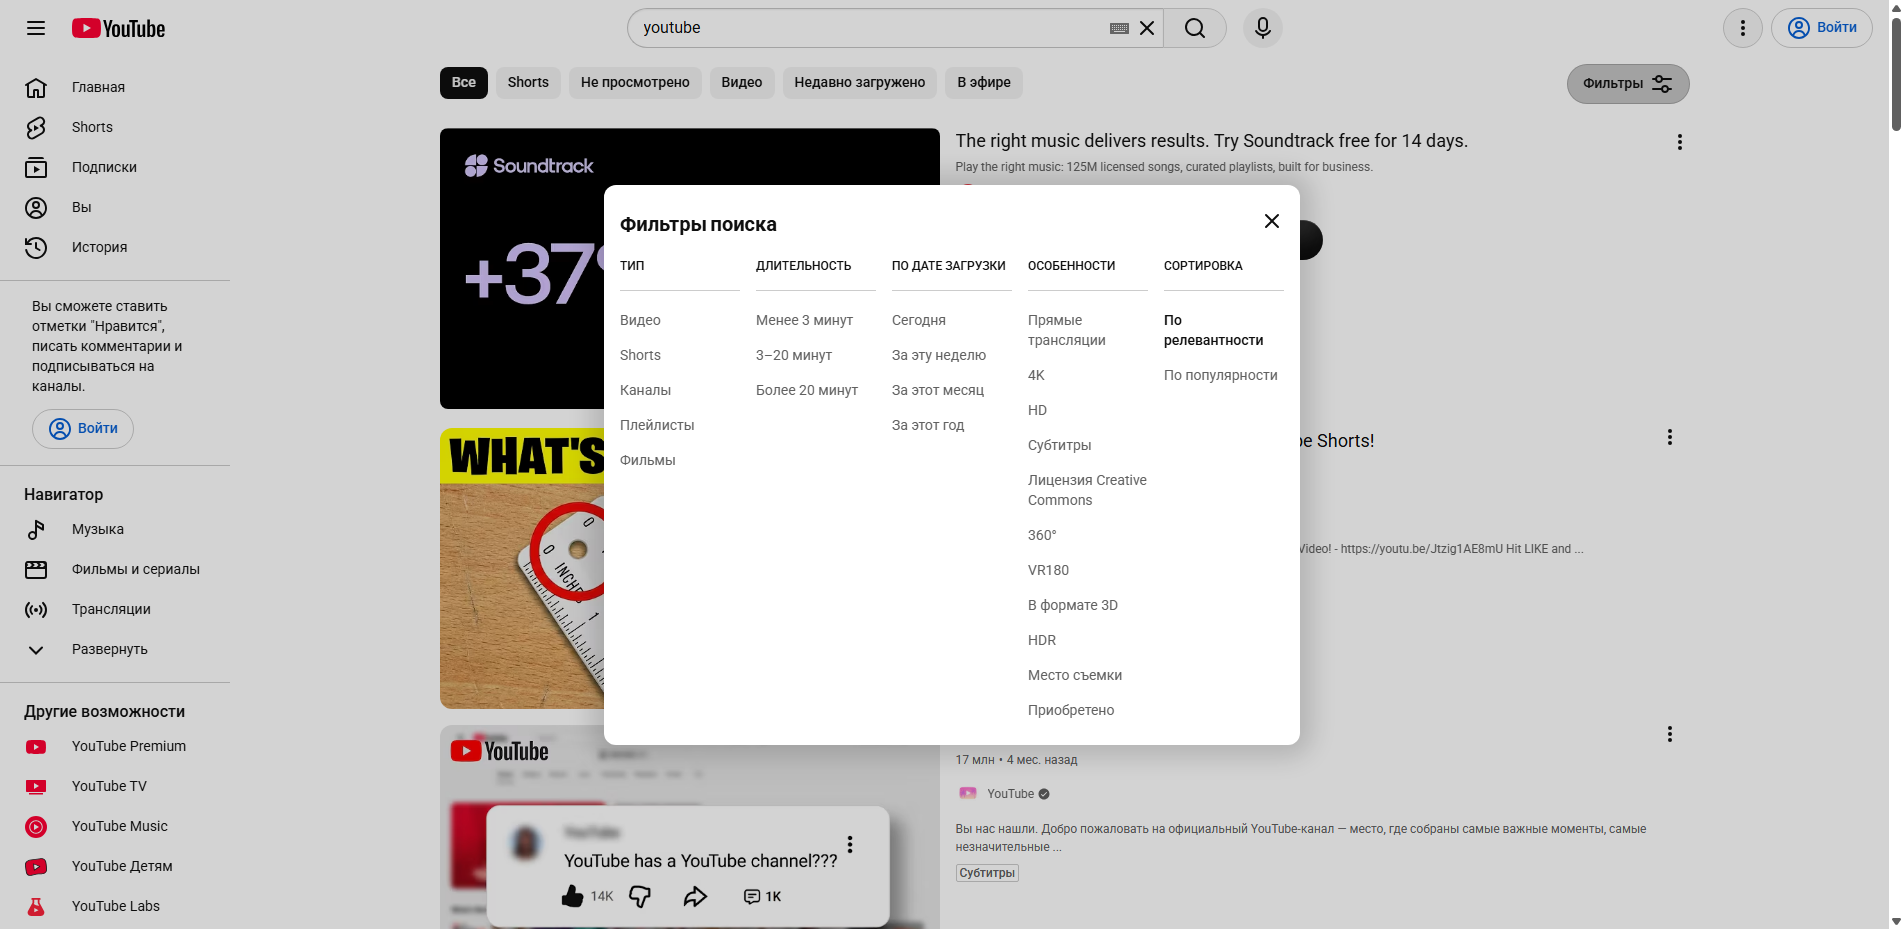 YouTube
youtube
Войти
Все
Shorts
Не просмотрено
Видео
Недавно загружено
В эфире
Фильтры
Главная
Shorts
Подписки
Вы
История
Вы сможете ставить
отметки "Нравится",
писать комментарии и
подписываться на
каналы.
Войти
Навигатор
Музыка
Фильмы и сериалы
Трансляции
Развернуть
Другие возможности
YouTube Premium
YouTube TV
YouTube Music
YouTube Детям
YouTube Labs
Soundtrack
+37
The right music delivers results. Try Soundtrack free for 14 days.
Play the right music: 125M licensed songs, curated playlists, built for business.
Фильтры поиска
ТИП
Видео
Shorts
Каналы
Плейлисты
Фильмы
ДЛИТЕЛЬНОСТЬ
Менее 3 минут
3–20 минут
Более 20 минут
ПО ДАТЕ ЗАГРУЗКИ
Сегодня
За эту неделю
За этот месяц
За этот год
ОСОБЕННОСТИ
Прямые
трансляции
4K
HD
Субтитры
Лицензия Creative
Commons
360°
VR180
В формате 3D
HDR
Место съемки
Приобретено
СОРТИРОВКА
По
релевантности
По популярности
WHAT'S
0
0
INCHES
Shorts!
Video! - https://youtu.be/Jtzig1AE8mU Hit LIKE and ...
YouTube
YouTube
YouTube has a YouTube channel???
14K
1K
17 млн • 4 мес. назад
YouTube
Вы нас нашли. Добро пожаловать на официальный YouTube-канал — место, где собраны самые важные моменты, самые
незначительные ...
Субтитры